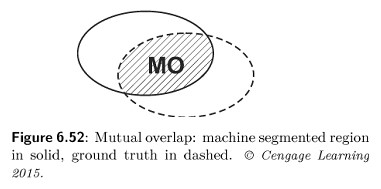 MO
Figure 6.52: Mutual overlap: machine segmented region
in solid, ground truth in dashed. © Cengage Learning
2015.